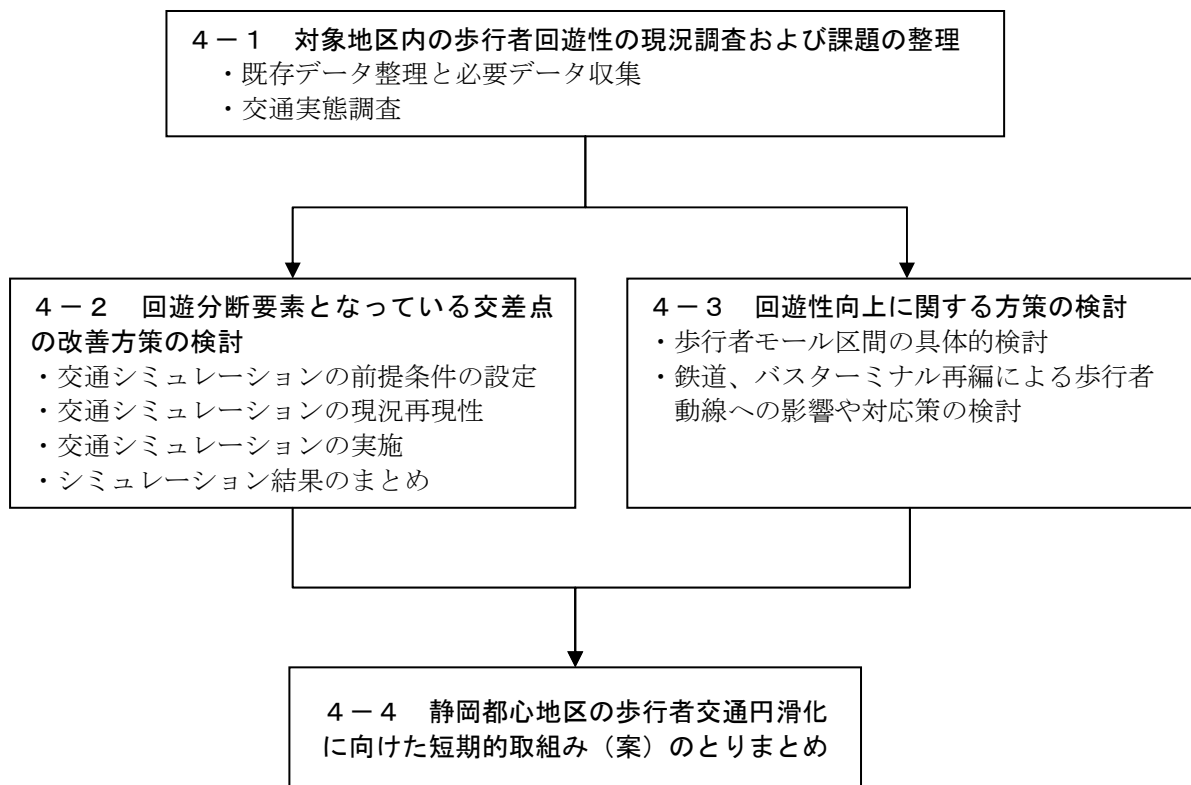 4-1 対象地区内の歩行者回遊性の現況調査および課題の整理
・既存データ整理と必要データ収集
・交通実態調査
4-2 回遊分断要素となっている交差点
の改善方策の検討
・交通シミュレーションの前提条件の設定
・交通シミュレーションの現況再現性
・交通シミュレーションの実施
・シミュレーション結果のまとめ
4-3 回遊性向上に関する方策の検討
・歩行者モール区間の具体的検討
・鉄道、バスターミナル再編による歩行者
動線への影響や対応策の検討
4-4 静岡都心地区の歩行者交通円滑化
に向けた短期的取組み(案)のとりまとめ